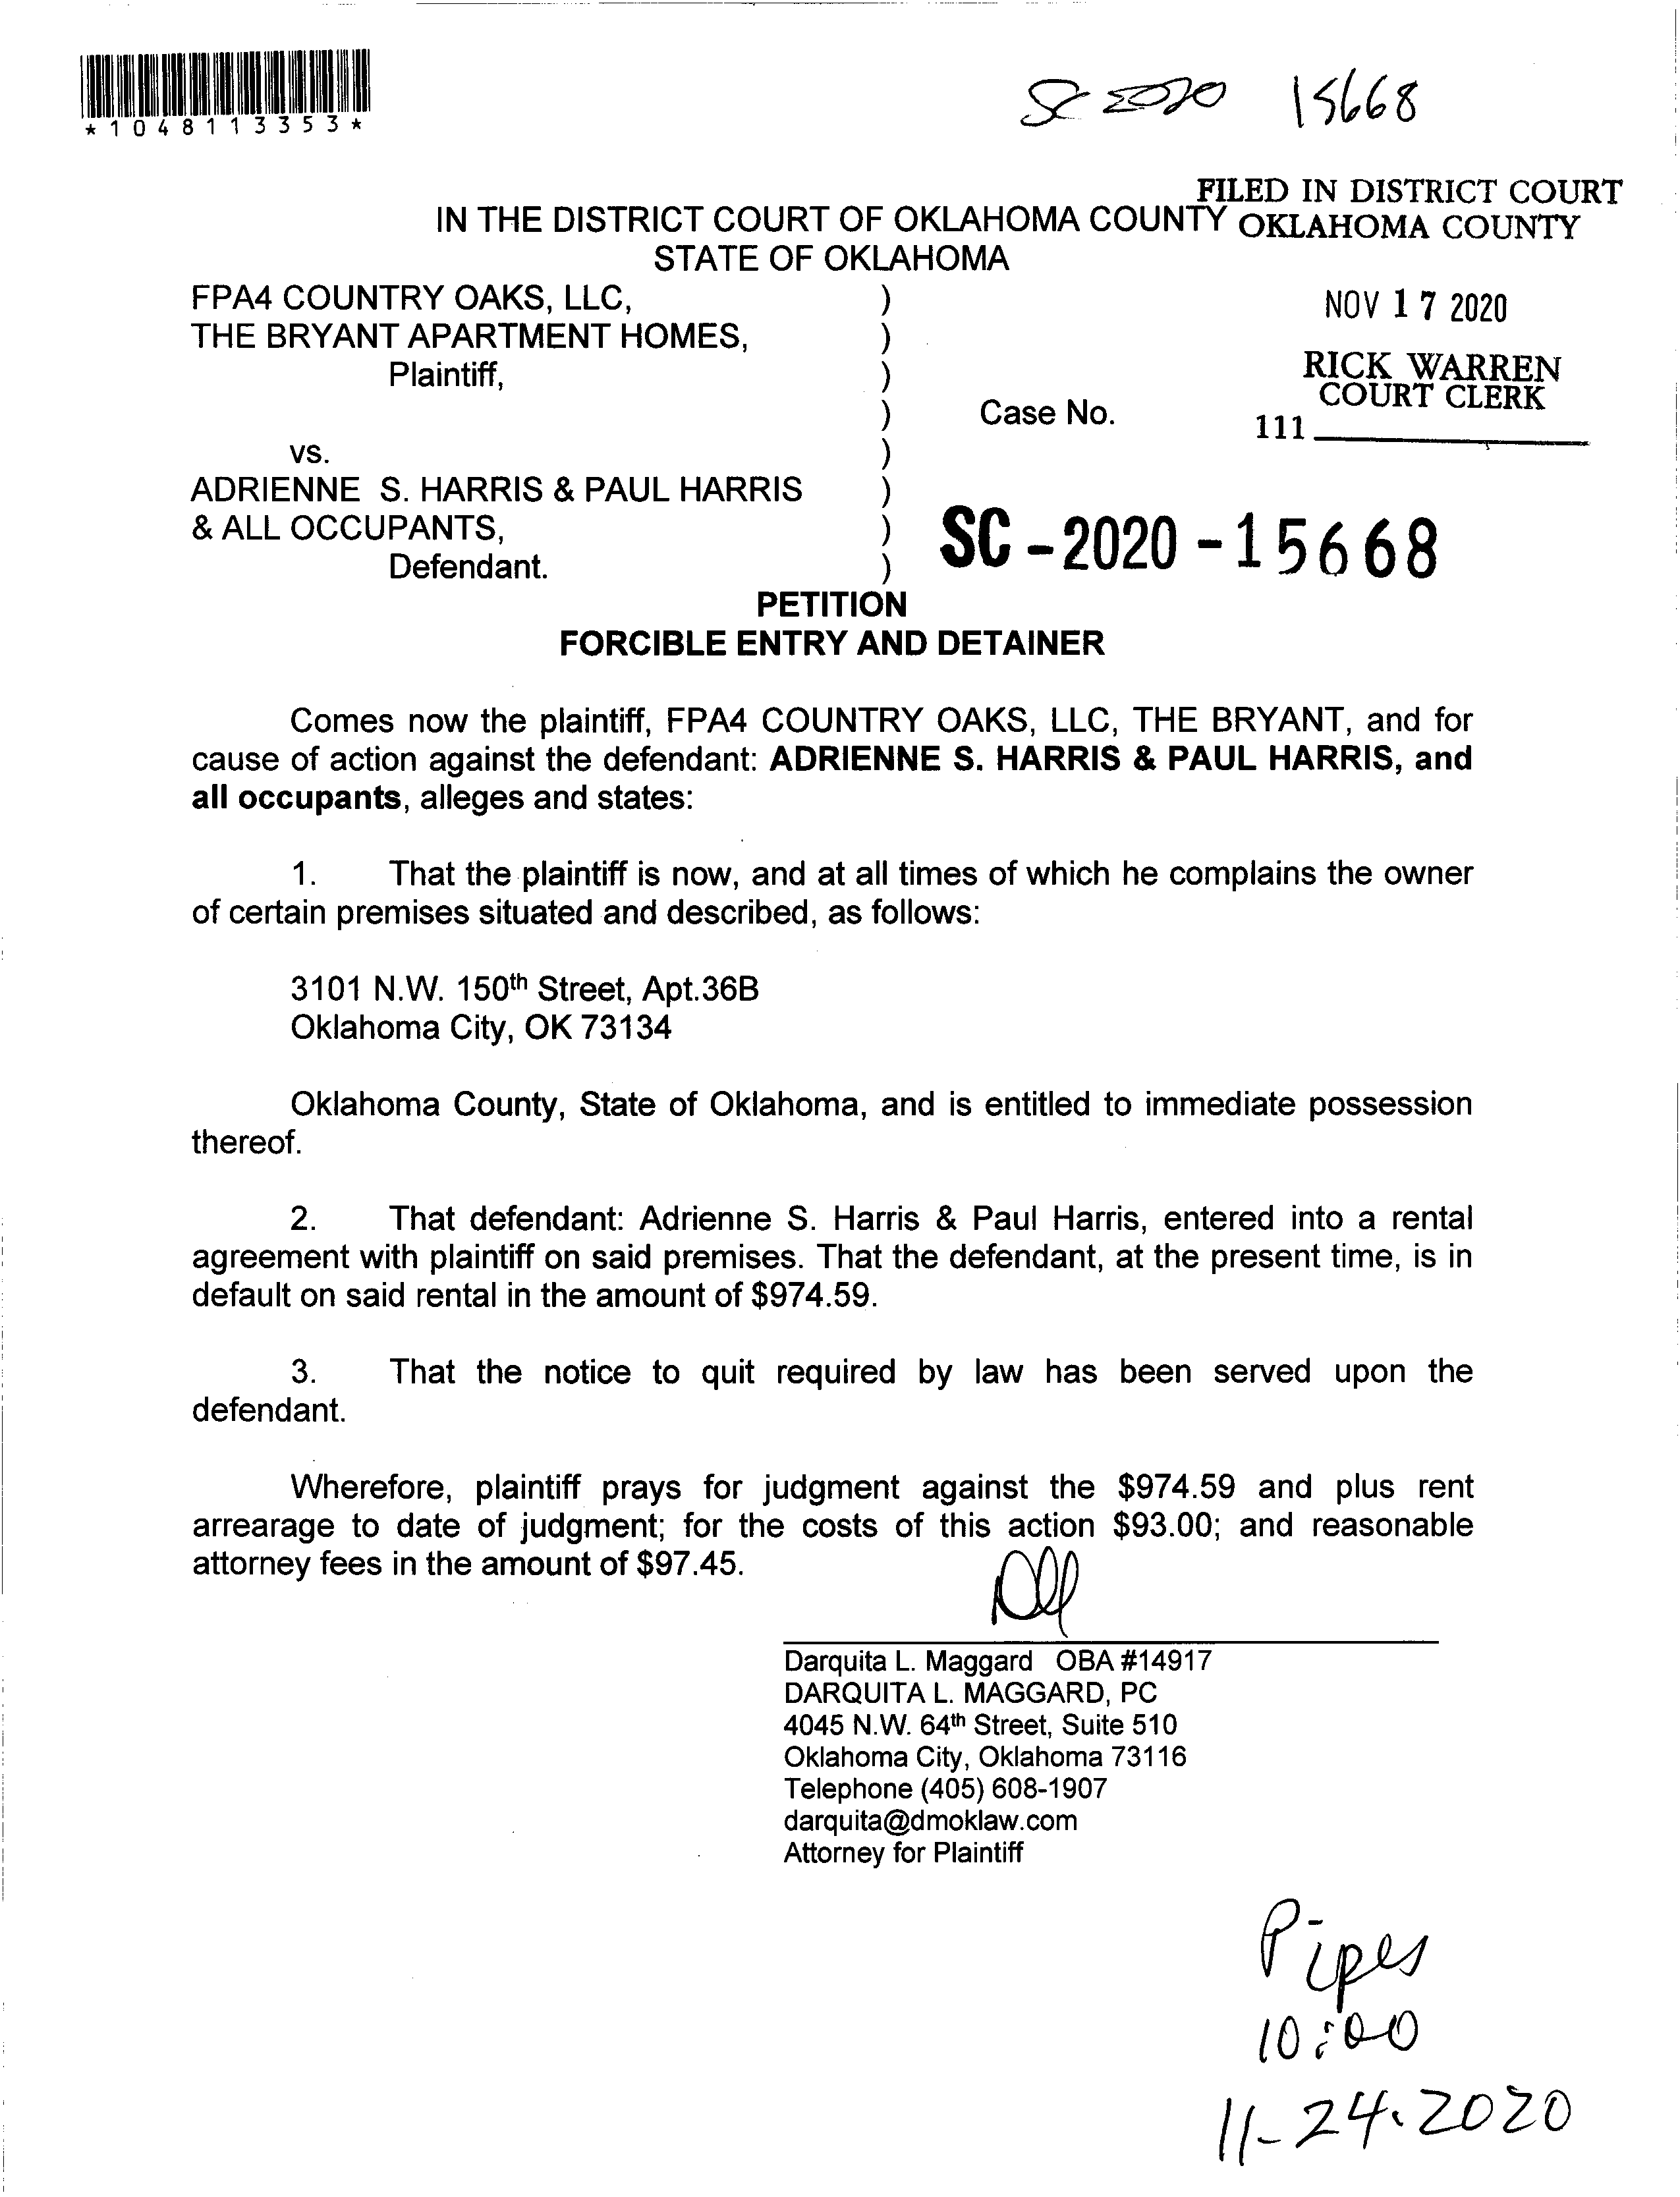 *1048113353*
SC 2020 15668
FILED IN DISTRICT COURT
OKLAHOMA COUNTY
IN THE DISTRICT COURT OF OKLAHOMA COUNTY
STATE OF OKLAHOMA
NOV 17 2020
RICK WARREN
COURT CLERK
111
FPA4 COUNTRY OAKS, LLC, )
THE BRYANT APARTMENT HOMES, )
Plaintiff, )
) Case No.
vs. )
ADRIENNE S. HARRIS & PAUL HARRIS )
& ALL OCCUPANTS, )
Defendant. )
SC-2020-15668
PETITION
FORCIBLE ENTRY AND DETAINER
Comes now the plaintiff, FPA4 COUNTRY OAKS, LLC, THE BRYANT, and for
cause of action against the defendant: ADRIENNE S. HARRIS & PAUL HARRIS, and
all occupants, alleges and states:
1. That the plaintiff is now, and at all times of which he complains the owner
of certain premises situated and described, as follows:
3101 N.W. 150th Street, Apt.36B
Oklahoma City, OK 73134
Oklahoma County, State of Oklahoma, and is entitled to immediate possession
thereof.
2. That defendant: Adrienne S. Harris & Paul Harris, entered into a rental
agreement with plaintiff on said premises. That the defendant, at the present time, is in
default on said rental in the amount of $974.59.
3. That the notice to quit required by law has been served upon the
defendant.
Wherefore, plaintiff prays for judgment against the $974.59 and plus rent
arrearage to date of judgment; for the costs of this action $93.00; and reasonable
attorney fees in the amount of $97.45.
Darquita L. Maggard OBA #14917
DARQUITA L. MAGGARD, PC
4045 N.W. 64th Street, Suite 510
Oklahoma City, Oklahoma 73116
Telephone (405) 608-1907
darquita@dmoklaw.com
Attorney for Plaintiff
Pipes
10:00
11-24-2020